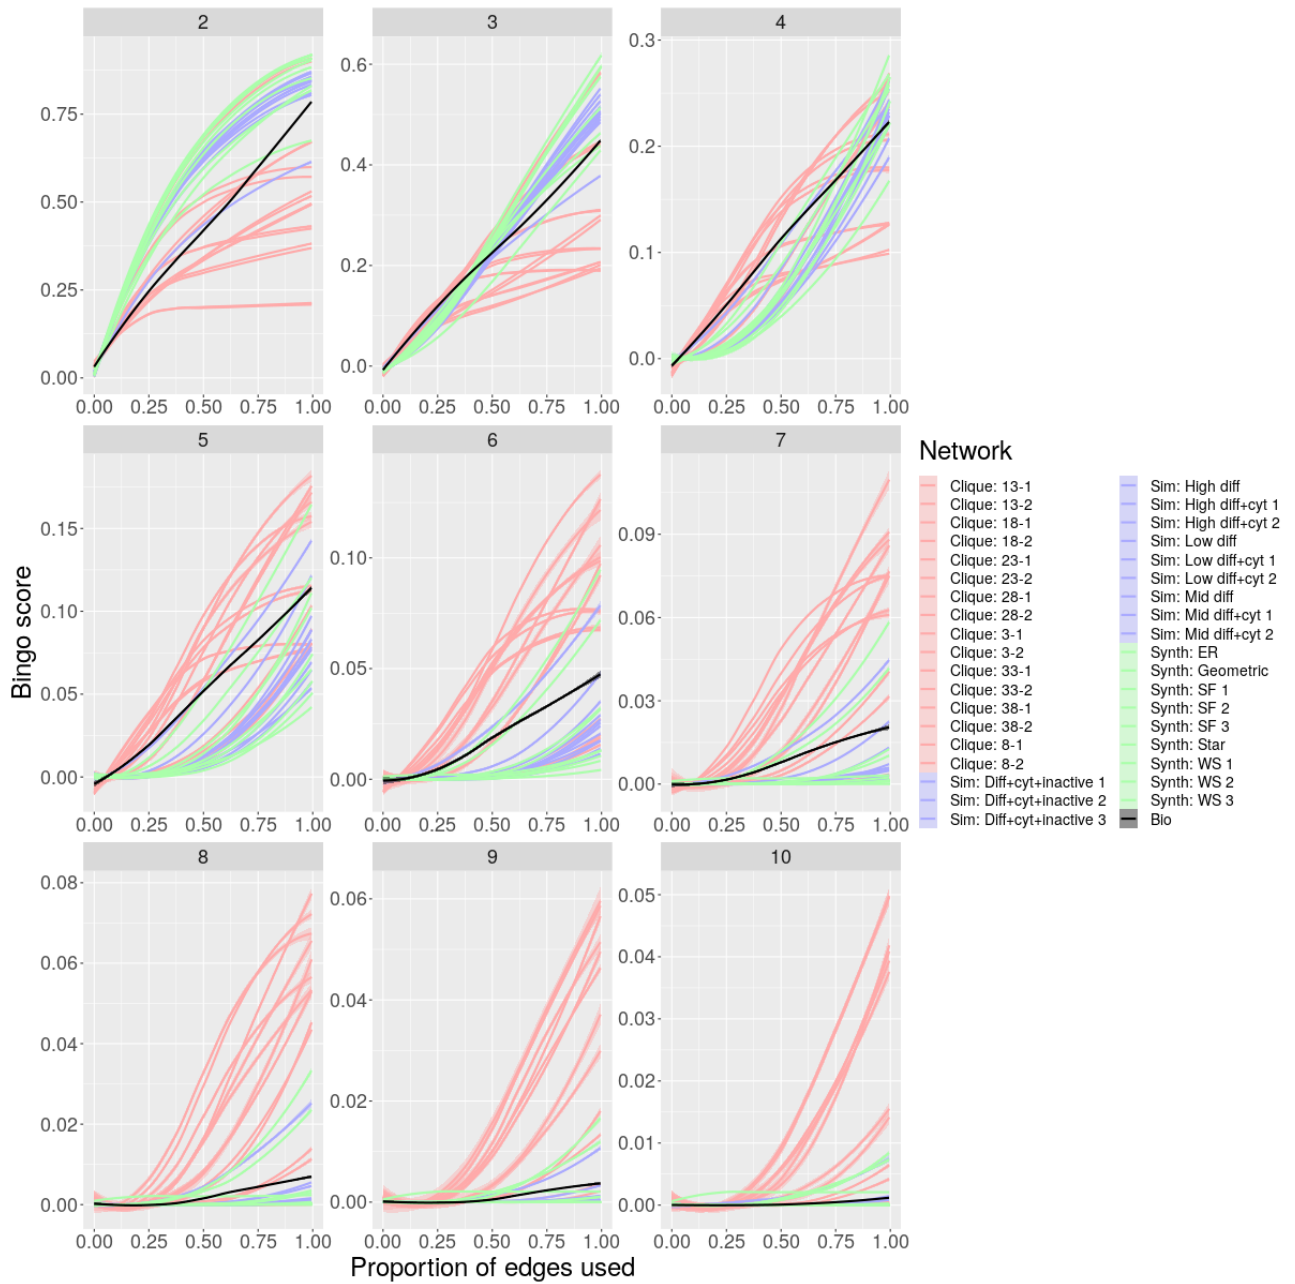 2
3
4
0.75
0.50
0.25
0.00
0.6
0.4
0.2
0.0
0.3
0.2
0.1
0.0
0.00 0.25 0.50 0.75 1.00
0.00 0.25 0.50 0.75 1.00
0.00 0.25 0.50 0.75 1.00
5
6
7
0.15
0.10
0.05
0.00
0.10
0.05
0.00
0.09
0.06
0.03
0.00
0.00 0.25 0.50 0.75 1.00
0.00 0.25 0.50 0.75 1.00
0.00 0.25 0.50 0.75 1.00
8
9
10
0.08
0.06
0.04
0.02
0.00
0.06
0.04
0.02
0.00
0.05
0.04
0.03
0.02
0.01
0.00
0.00 0.25 0.50 0.75 1.00
0.00 0.25 0.50 0.75 1.00
0.00 0.25 0.50 0.75 1.00
Bingo score
Proportion of edges used
Network
Clique: 13-1
Clique: 13-2
Clique: 18-1
Clique: 18-2
Clique: 23-1
Clique: 23-2
Clique: 28-1
Clique: 28-2
Clique: 3-1
Clique: 3-2
Clique: 33-1
Clique: 33-2
Clique: 38-1
Clique: 38-2
Clique: 8-1
Clique: 8-2
Sim: Diff+cyt+inactive 1
Sim: Diff+cyt+inactive 2
Sim: Diff+cyt+inactive 3
Sim: High diff
Sim: High diff+cyt 1
Sim: High diff+cyt 2
Sim: Low diff
Sim: Low diff+cyt 1
Sim: Low diff+cyt 2
Sim: Mid diff
Sim: Mid diff+cyt 1
Sim: Mid diff+cyt 2
Synth: ER
Synth: Geometric
Synth: SF 1
Synth: SF 2
Synth: SF 3
Synth: Star
Synth: WS 1
Synth: WS 2
Synth: WS 3
Bio